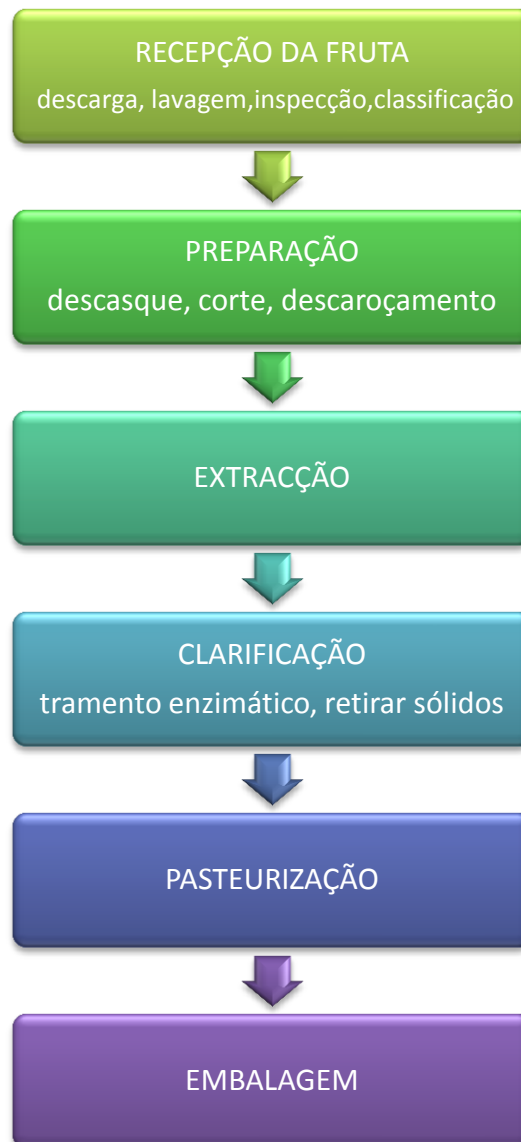 RECEPÇÃO DA FRUTA
descarga, lavagem,inspecção,classificação
PREPARAÇÃO
descasque, corte, descaroçamento
EXTRACÇÃO
CLARIFICAÇÃO
tramento enzimático, retirar sólidos
PASTEURIZAÇÃO
EMBALAGEM